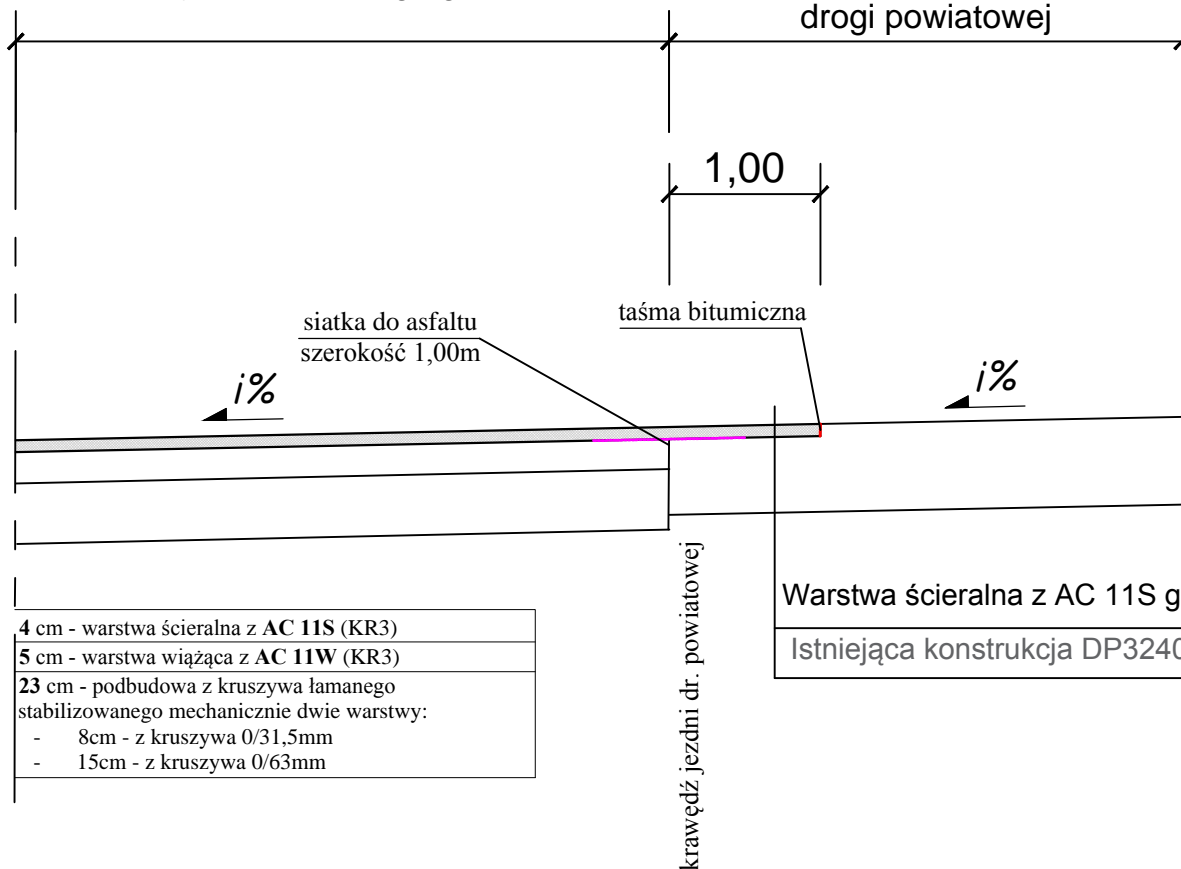 drogi powiatowej
1,00
siatka do asfaltu
szerokość 1,00m
taśma bitumiczna
i%
i%
krawędź jezdni dr. powiatowej
Warstwa ścieralna z AC 11S g
Istniejąca konstrukcja DP3240
4 cm - warstwa ścieralna z AC 11S (KR3)
5 cm - warstwa wiążąca z AC 11W (KR3)
23 cm - podbudowa z kruszywa łamanego
stabilizowanego mechanicznie dwie warstwy:
- 8cm - z kruszywa 0/31,5mm
- 15cm - z kruszywa 0/63mm